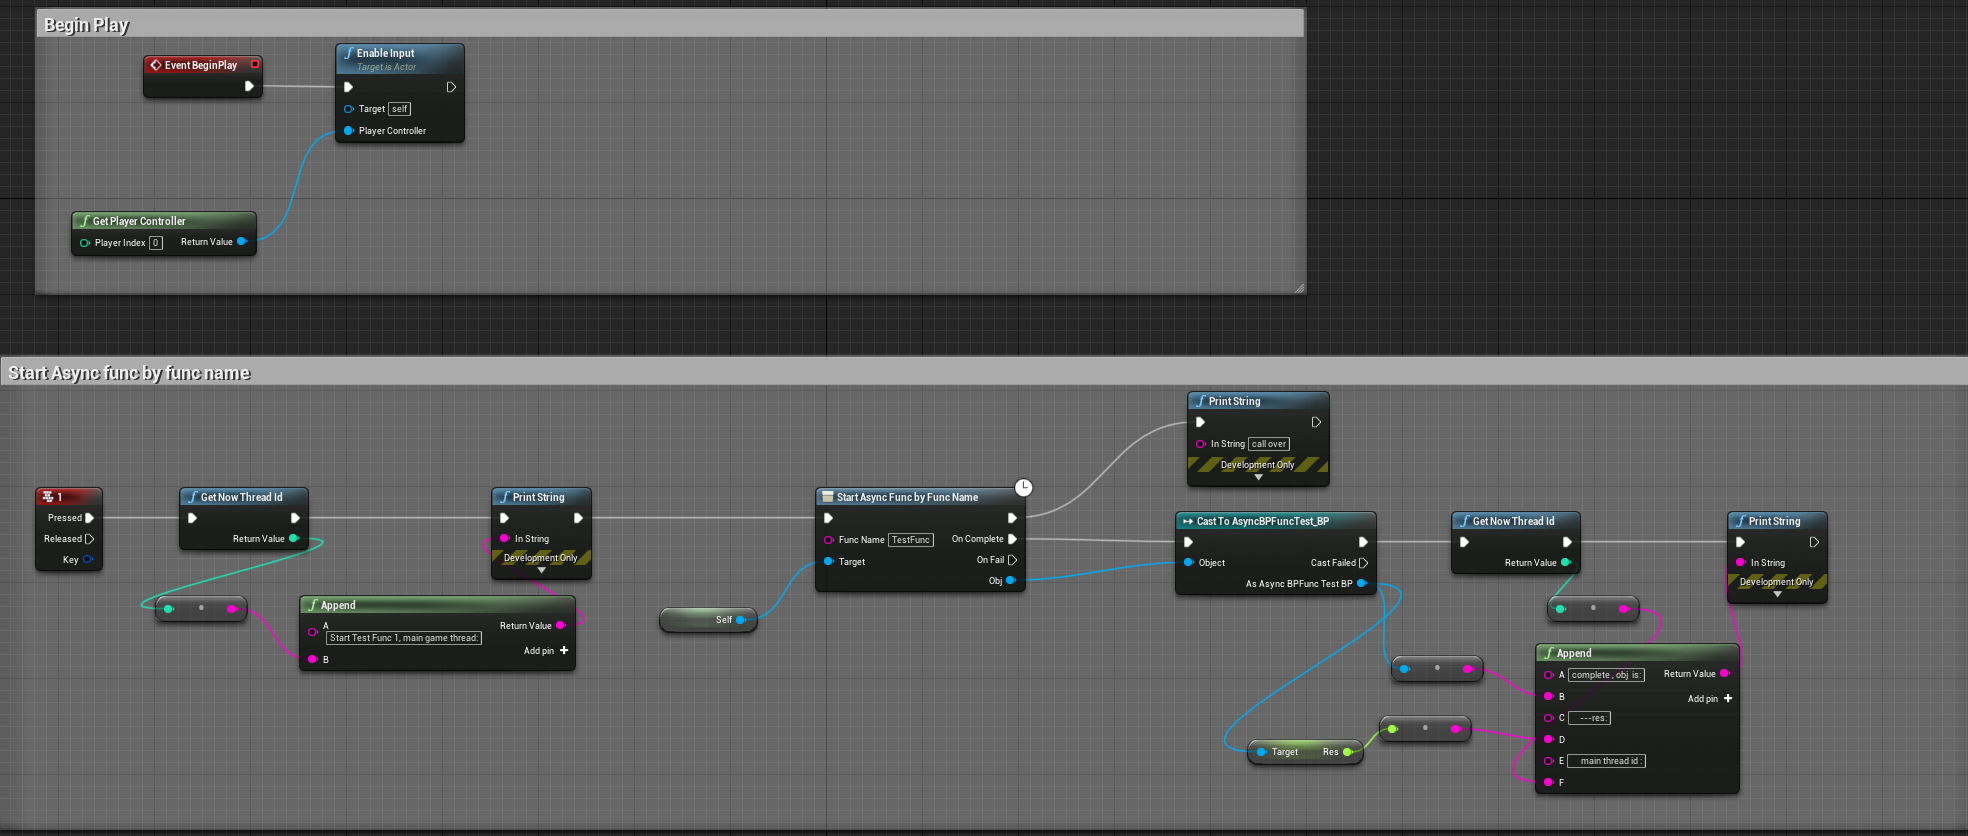 Begin Play
Event BeginPlay
Enable Input
Target is Actor
Target self
Player Controller
Get Player Controller
Player Index 0 Return Value
Start Async func by func name
Print String
In String call over
Development Only
1
Pressed
Released
Key
Get Now Thread Id
Return Value
Print String
In String
Development Only
Start Async Func by Func Name
Func Name TestFunc On Complete
Target On Fail
Obj
Cast To AsyncBPFuncTest_BP
Object Cast Failed
As Async BPFunc Test BP
Get Now Thread Id
Return Value
Print String
In String
Development Only
Append
A
Start Test Func 1, main game thread: Return Value
Add pin
B
Self
Target Res
Append
A complete , obj is: Return Value
B Add pin
C ---res:
D
E main thread id :
F